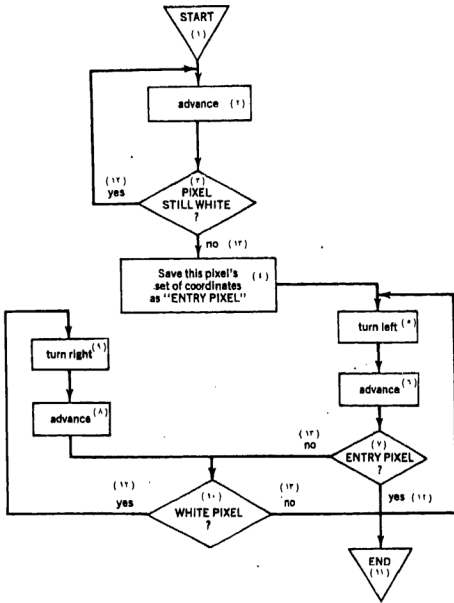 START
(١)
advance (٢)
(١٢)
yes
(٣)
PIXEL
STILL WHITE
?
no (١٣)
Save this pixel's (٤)
set of coordinates
as "ENTRY PIXEL"
turn left (٥)
advance (٦)
(٧)
ENTRY PIXEL
?
(١٣)
no
yes (١٢)
turn right (٩)
advance (٨)
(١٢)
yes
(١٠)
WHITE PIXEL
?
(١٣)
no
END
(١١)